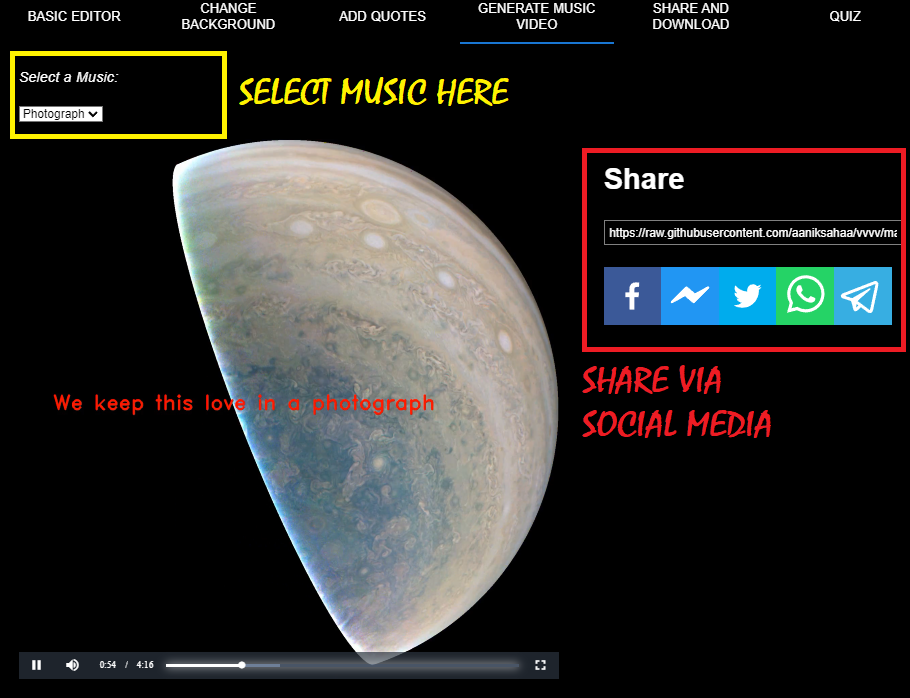 BASIC EDITOR
CHANGE
BACKGROUND
ADD QUOTES
GENERATE MUSIC
VIDEO
SHARE AND
DOWNLOAD
QUIZ
Select a Music:
Photograph
SELECT MUSIC HERE
Share
https://raw.githubusercontent.com/aaniksahaa/vvvv/ma
We keep this love in a photograph
SHARE VIA
SOCIAL MEDIA
0:54 / 4:16